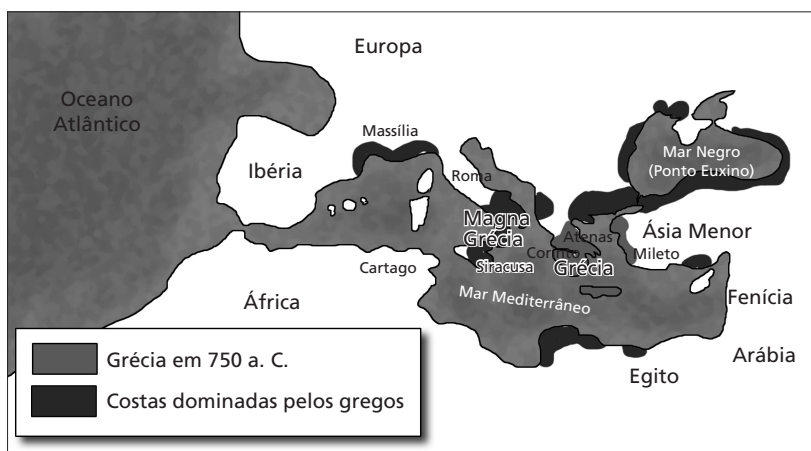 Europa
Oceano
Atlântico
Massília
Ibéria
Roma
Mar Negro
(Ponto Euxino)
Magna
Grécia
Atenas
Corinto
Ásia Menor
Mileto
Siracusa
Grécia
Cartago
Mar Mediterrâneo
África
Fenícia
Arábia
Egito
Grécia em 750 a. C.
Costas dominadas pelos gregos